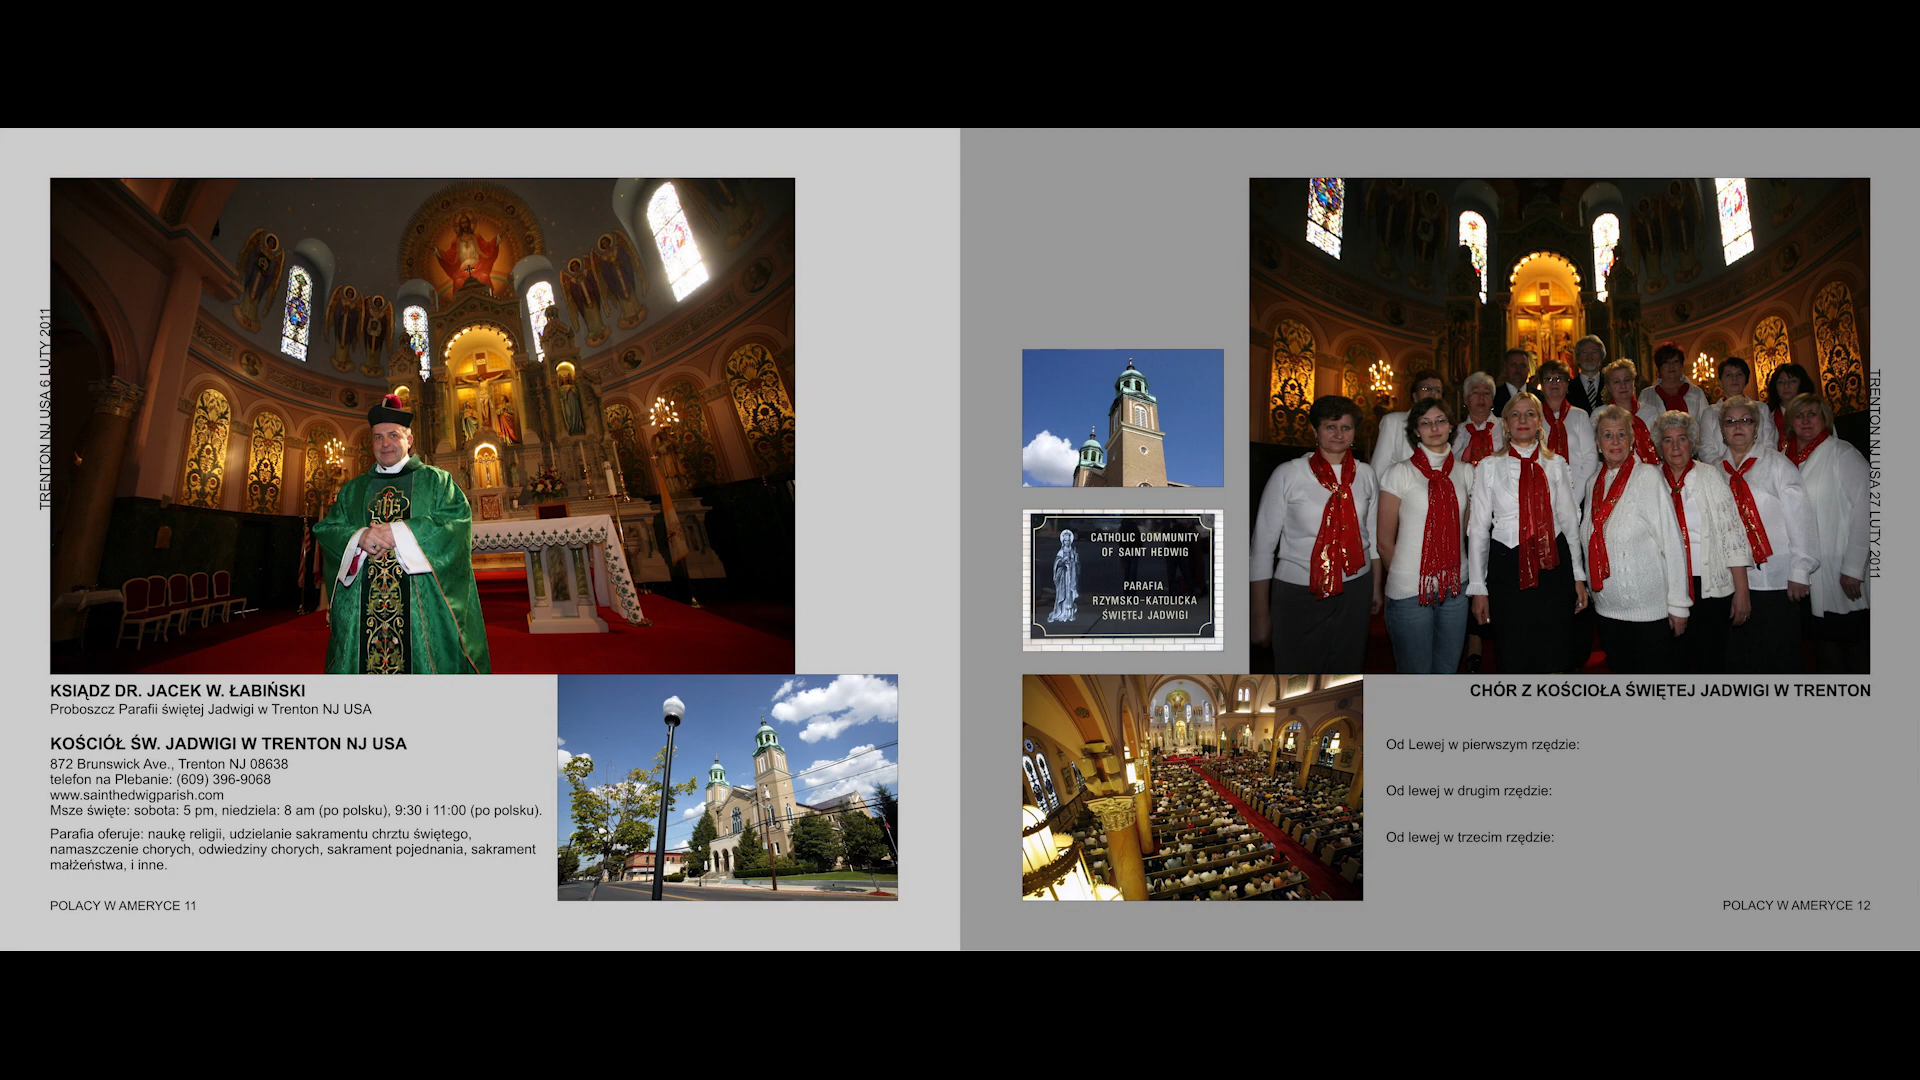 TRENTON NJ USA 6 LUTY 2011
KSIĄDZ DR. JACEK W. ŁABIŃSKI
Proboszcz Parafii świętej Jadwigi w Trenton NJ USA
KOŚCIÓŁ ŚW. JADWIGI W TRENTON NJ USA
872 Brunswick Ave., Trenton NJ 08638
telefon na Plebanie: (609) 396-9068
www.sainthedwigparish.com
Msze święte: sobota: 5 pm, niedziela: 8 am (po polsku), 9:30 i 11:00 (po polsku).
Parafia oferuje: naukę religii, udzielanie sakramentu chrztu świętego,
namaszczenie chorych, odwiedziny chorych, sakrament pojednania, sakrament
małżeństwa, i inne.
POLACY W AMERYCE 11
CATHOLIC COMMUNITY
OF SAINT HEDWIG
PARAFIA
RZYMSKO-KATOLICKA
ŚWIĘTEJ JADWIGI
TRENTON NJ USA 27 LUTY 2011
CHÓR Z KOŚCIOŁA ŚWIĘTEJ JADWIGI W TRENTON
Od Lewej w pierwszym rzędzie:
Od lewej w drugim rzędzie:
Od lewej w trzecim rzędzie:
POLACY W AMERYCE 12